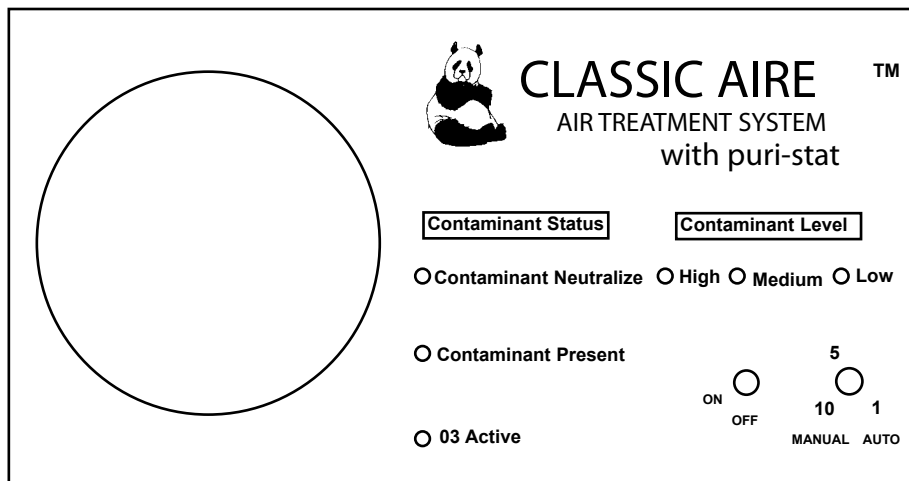 CLASSIC AIRE TM
AIR TREATMENT SYSTEM
with puri-stat
Contaminant Status
Contaminant Level
Contaminant Neutralize
High
Medium
Low
Contaminant Present
5
ON
OFF
10
1
MANUAL
AUTO
03 Active